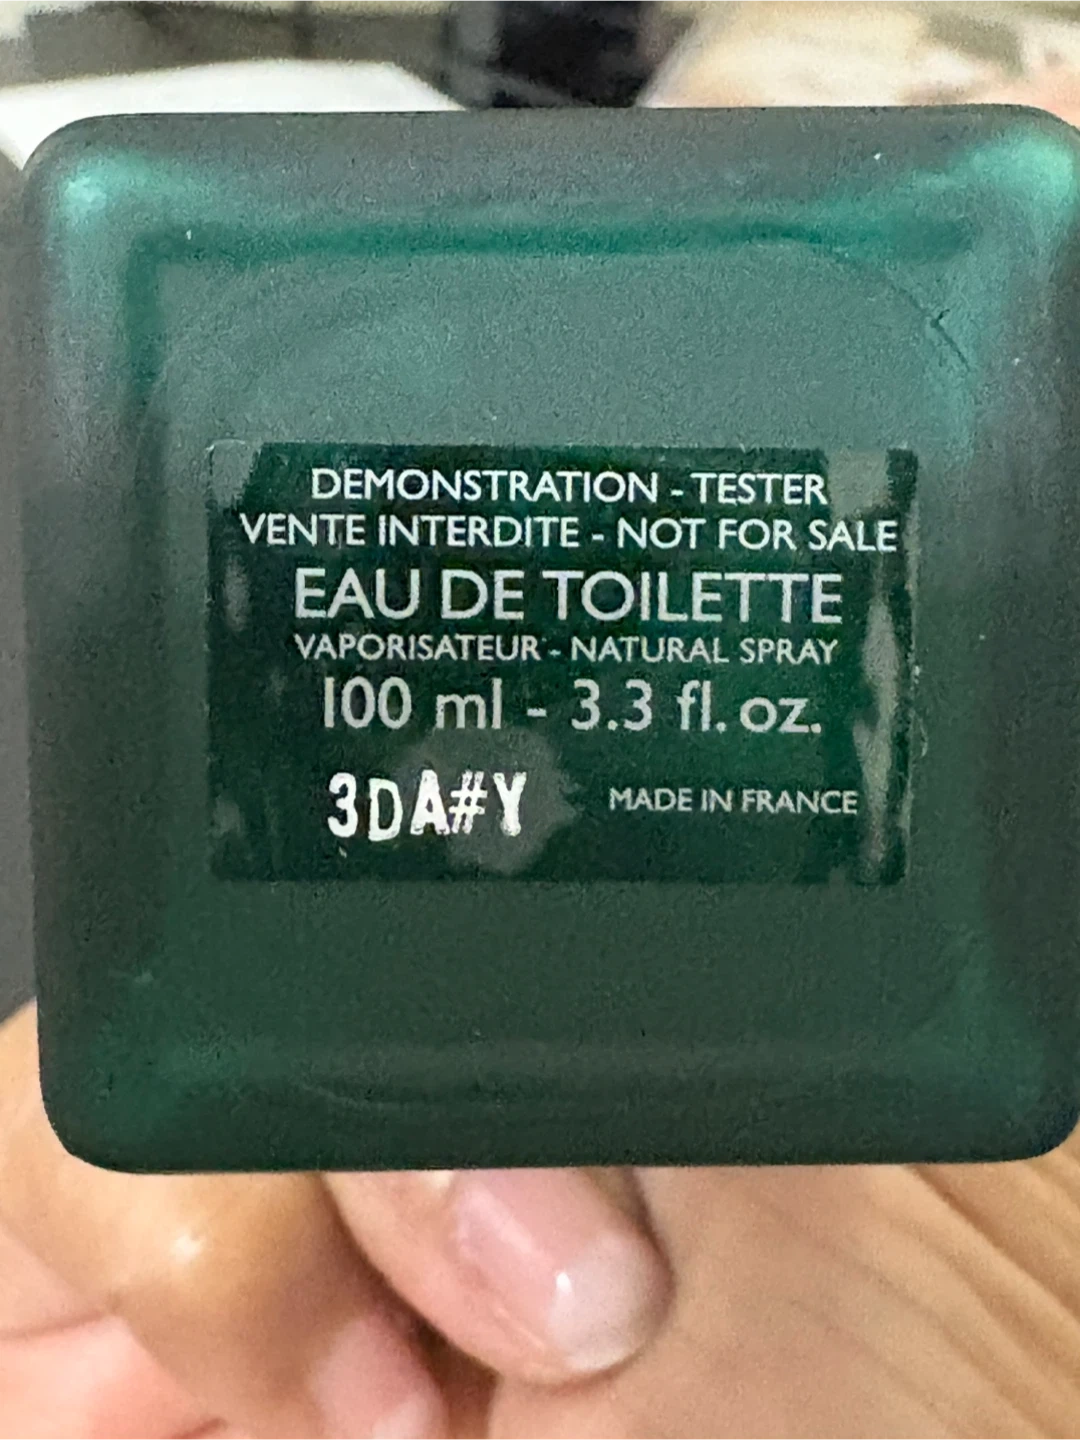 DEMONSTRATION - TESTER
VENTE INTERDITE - NOT FOR SALE
EAU DE TOILETTE
VAPORISATEUR - NATURAL SPRAY
100 ml - 3.3 fl. oz.
3DA#Y MADE IN FRANCE